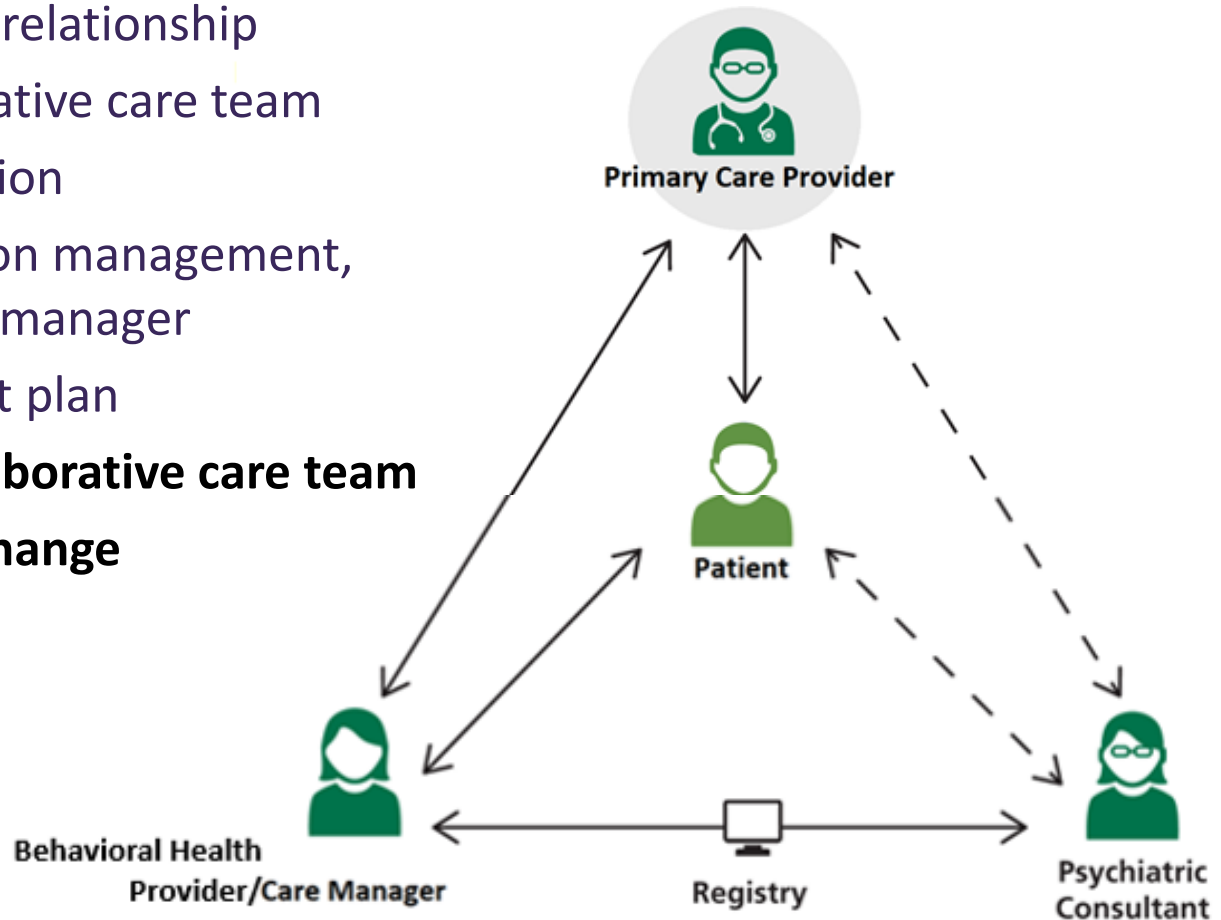 relationship
ative care team
ion
on management,
manager
t plan
borative care team
hange
Primary Care Provider
Patient
Behavioral Health
Provider/Care Manager
Registry
Psychiatric
Consultant